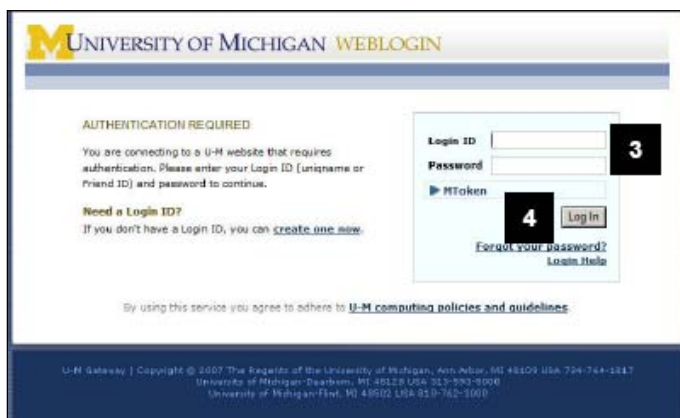 M UNIVERSITY OF MICHIGAN WEBLOGIN
AUTHENTICATION REQUIRED
You are connecting to a U-M website that requires
authentication. Please enter your Login ID (uniqname or
Friend ID) and password to continue.
Need a Login ID?
If you don't have a Login ID, you can create one now.
Login ID
3
Password
MToken
4
Log In
Forgot your password?
Login Help
By using this service you agree to adhere to U-M computing policies and guidelines.
U-M Gateway | Copyright © 2007 The Regents of the University of Michigan, Ann Arbor, MI 48109 USA 734-764-1817
University of Michigan-Dearborn, MI 48128 USA 313-593-5000
University of Michigan-Flint, MI 48502 USA 810-762-3000